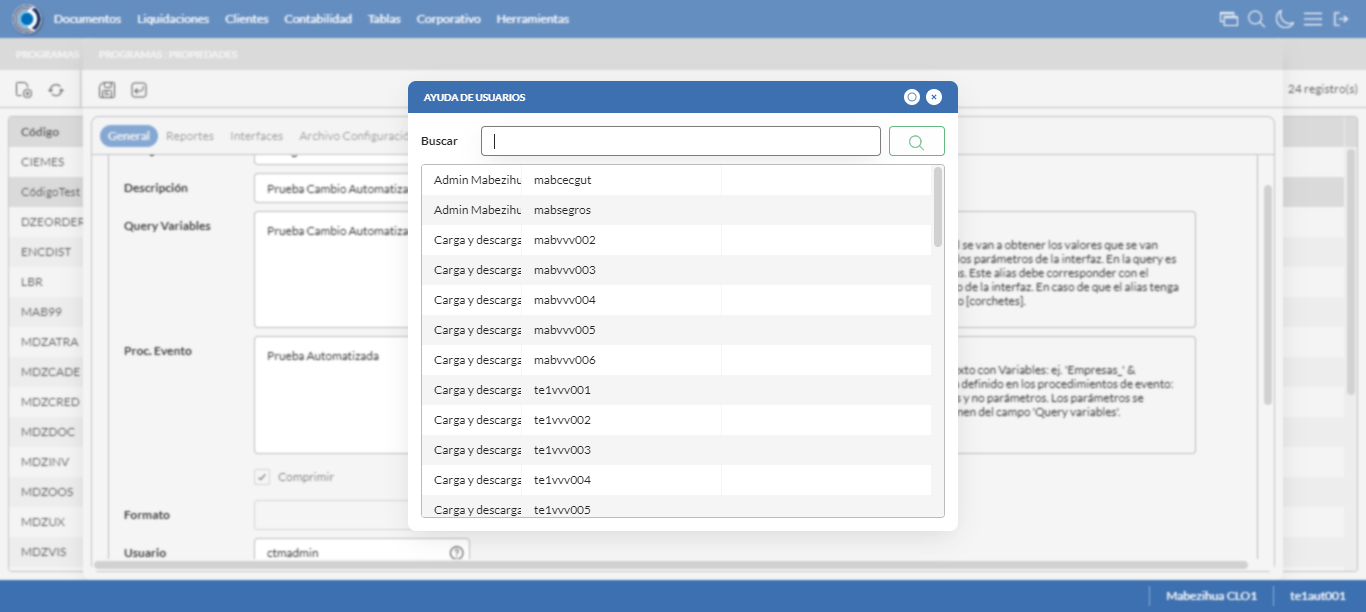 Documentos Liquidaciones Clientes Contabilidad Tablas Corporativo Herramientas
PROGRAMAS PROGRAMAS : PROPIEDADES
24 registro(s)
AYUDA DE USUARIOS
Buscar
Código
CIEMES
CódigoTest
DZEORDER
ENCDIST
LBR
MAB99
MDZATRA
MDZCADE
MDZCRED
MDZDOC
MDZINV
MDZOOS
MDZUX
MDZVIS
General Reportes Interfaces Archivo Configuració
Descripción Prueba Cambio Automatiza
Query Variables Prueba Cambio Automatiza
l se van a obtener los valores que se van
los parámetros de la interfaz. En la query es
s. Este alias debe corresponder con el
o de la interfaz. En caso de que el alias tenga
o [corchetes].
Proc. Evento Prueba Automatizada
xto con Variables: ej. 'Empresas_' &
definido en los procedimientos de evento:
s y no parámetros. Los parámetros se
nen del campo 'Query variables'.
Comprimir
Formato
Usuario ctmadmin
Admin Mabezihu mabcecgut
Admin Mabezihu mabsegros
Carga y descarga mabvvv002
Carga y descarga mabvvv003
Carga y descarga mabvvv004
Carga y descarga mabvvv005
Carga y descarga mabvvv006
Carga y descarga te1vvv001
Carga y descarga te1vvv002
Carga y descarga te1vvv003
Carga y descarga te1vvv004
Carga y descarga te1vvv005
Mabezihua CLO1 te1aut001